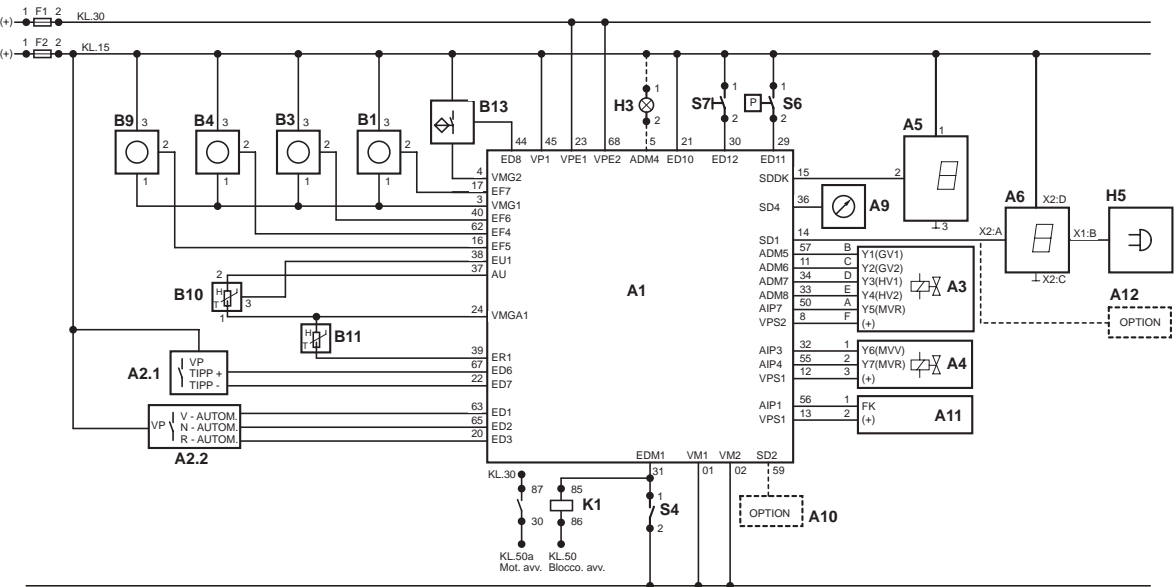 (+) 1 F1 2 KL.30
(+) 1 F2 2 KL.15
B9 3 B4 3 B3 3 B1 3 B13 H3 1 S7 1 P 1 S6 A5
2 2 2 2 2 2 2 1
1 1 1 1
44 45 23 68 5 21 30 29
ED8 VP1 VPE1 VPE2 ADM4 ED10 ED12 ED11
4 VMG2
17 EF7
3 VMG1
40 EF6
62 EF4
16 EF5
38 EU1
37 AU
24 VMGA1
39 ER1
67 ED6
22 ED7
63 ED1
65 ED2
20 ED3
2
H
T
3
B10
1
H
T
B11
A2.1
VP
TIPP +
TIPP -
VP
V - AUTOM.
N - AUTOM.
R - AUTOM.
A2.2
A1
SDDK 15 2
3
SD4 36 A9
SD1 14 X2:A
A6 X2:D
X2:C
X1:B
H5
ADM5 57 B Y1(GV1)
ADM6 11 C Y2(GV2)
ADM7 34 D Y3(HV1)
ADM8 33 E Y4(HV2)
AIP7 50 A Y5(MVR)
VPS2 8 F (+)
A3
A12
OPTION
AIP3 32 1 Y6(MVV)
AIP4 55 2 Y7(MVR)
VPS1 12 3 (+)
A4
AIP1 56 1 FK
VPS1 13 2 (+)
A11
EDM1 VM1 VM2 SD2
31 01 02 59
KL.30
87
30
KL.50a
Mot. avv.
85
K1
86
KL.50
Blocco. avv.
1
S4
2
OPTION
A10